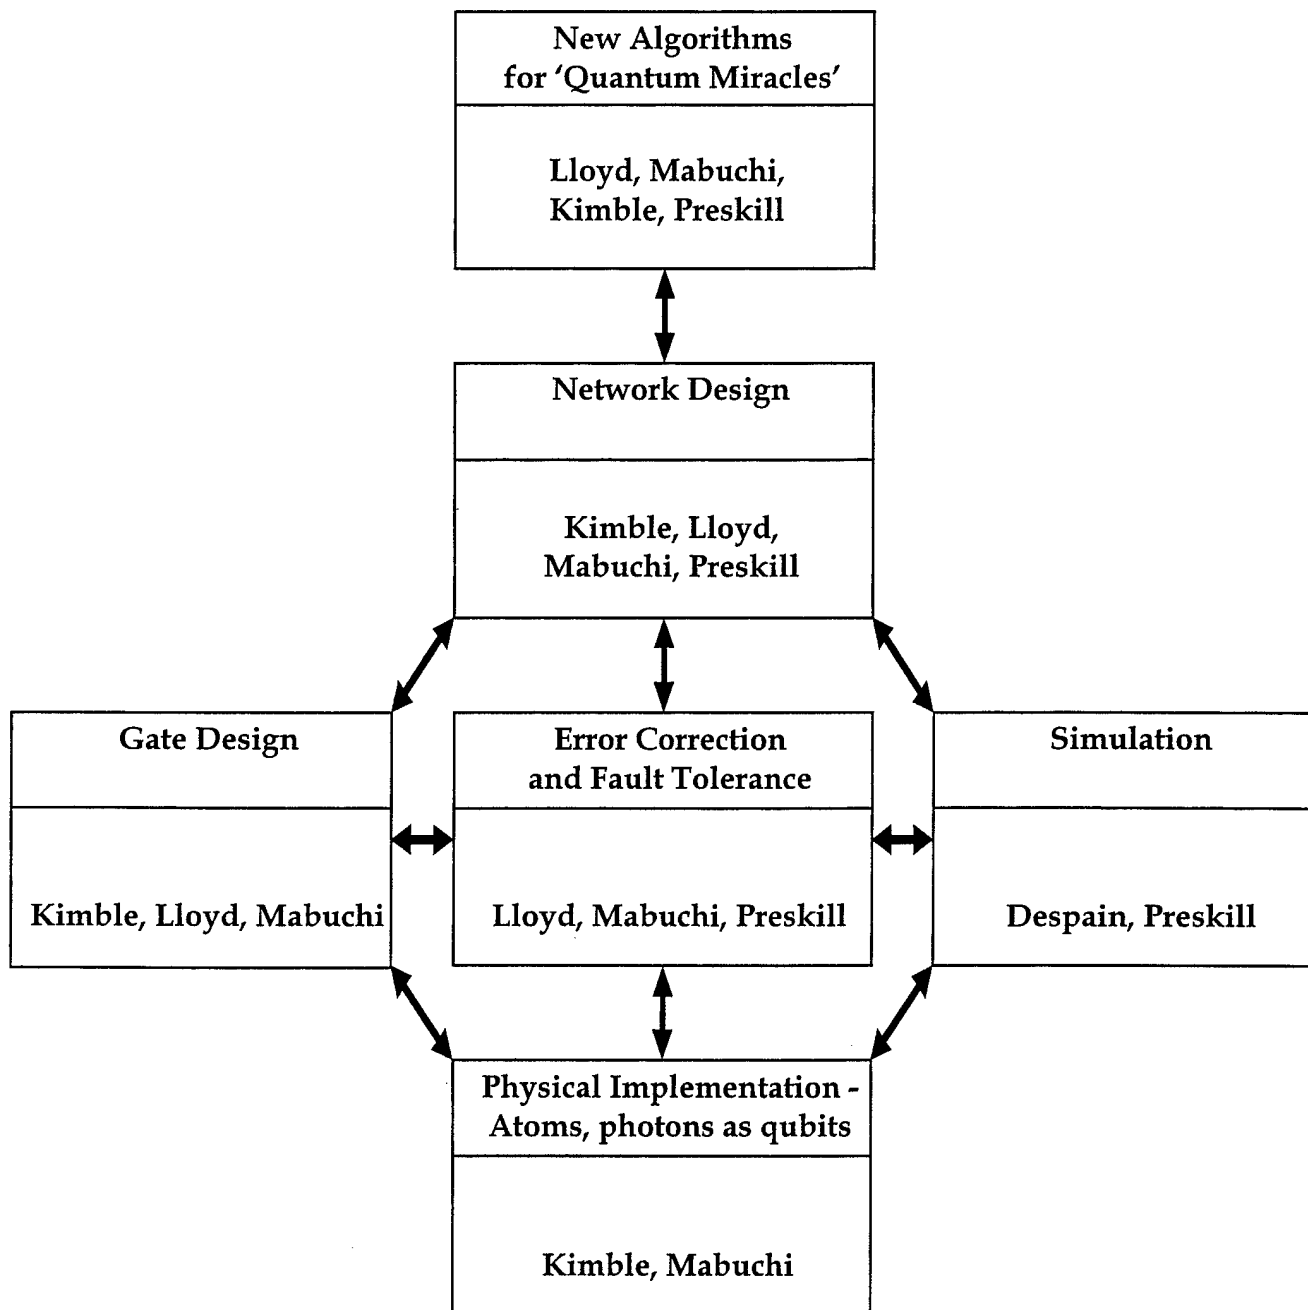 New Algorithms
for ‘Quantum Miracles’
Lloyd, Mabuchi,
Kimble, Preskill
Network Design
Kimble, Lloyd,
Mabuchi, Preskill
Gate Design
Kimble, Lloyd, Mabuchi
Error Correction
and Fault Tolerance
Lloyd, Mabuchi, Preskill
Simulation
Despain, Preskill
Physical Implementation -
Atoms, photons as qubits
Kimble, Mabuchi